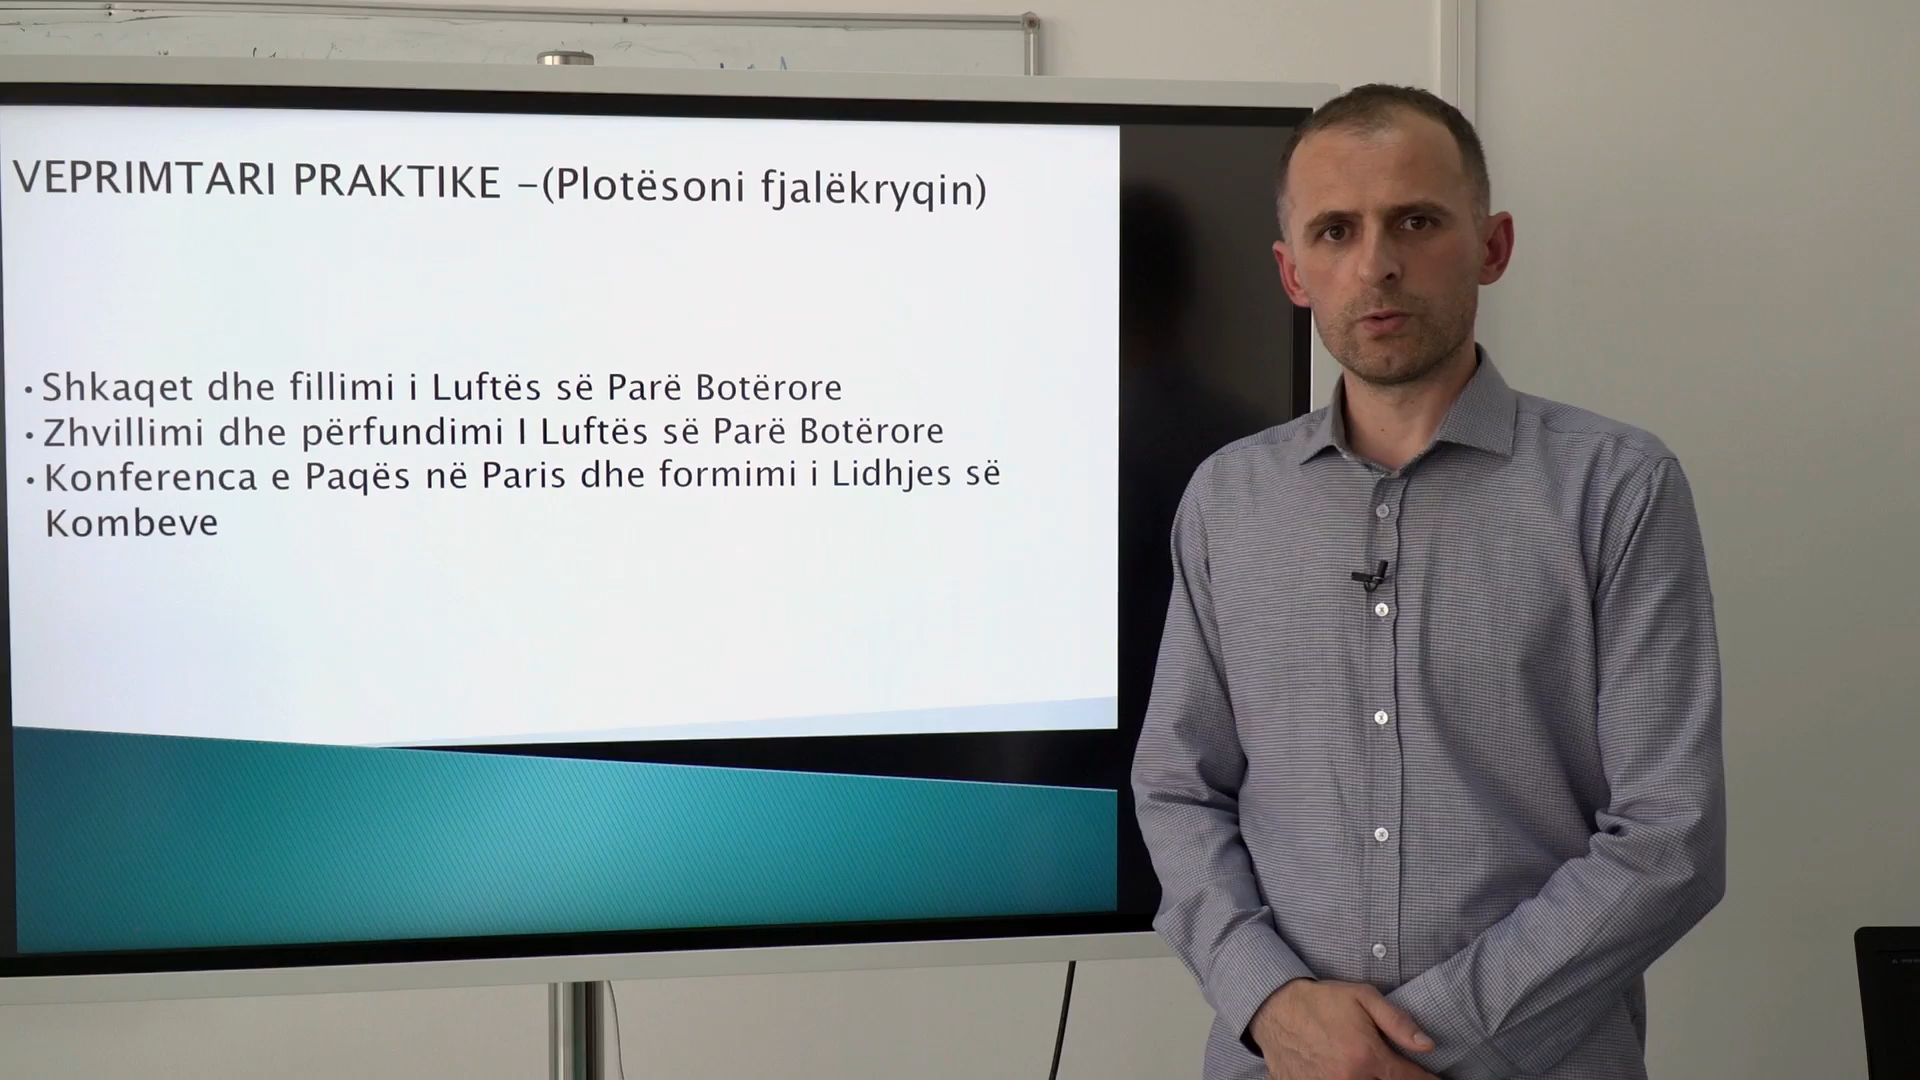 VEPRIMTARI PRAKTIKE -(Plotësoni fjalëkryqin)
• Shkaqet dhe fillimi i Luftës së Parë Botërore
• Zhvillimi dhe përfundimi I Luftës së Parë Botërore
• Konferenca e Paqës në Paris dhe formimi i Lidhjes së
Kombeve